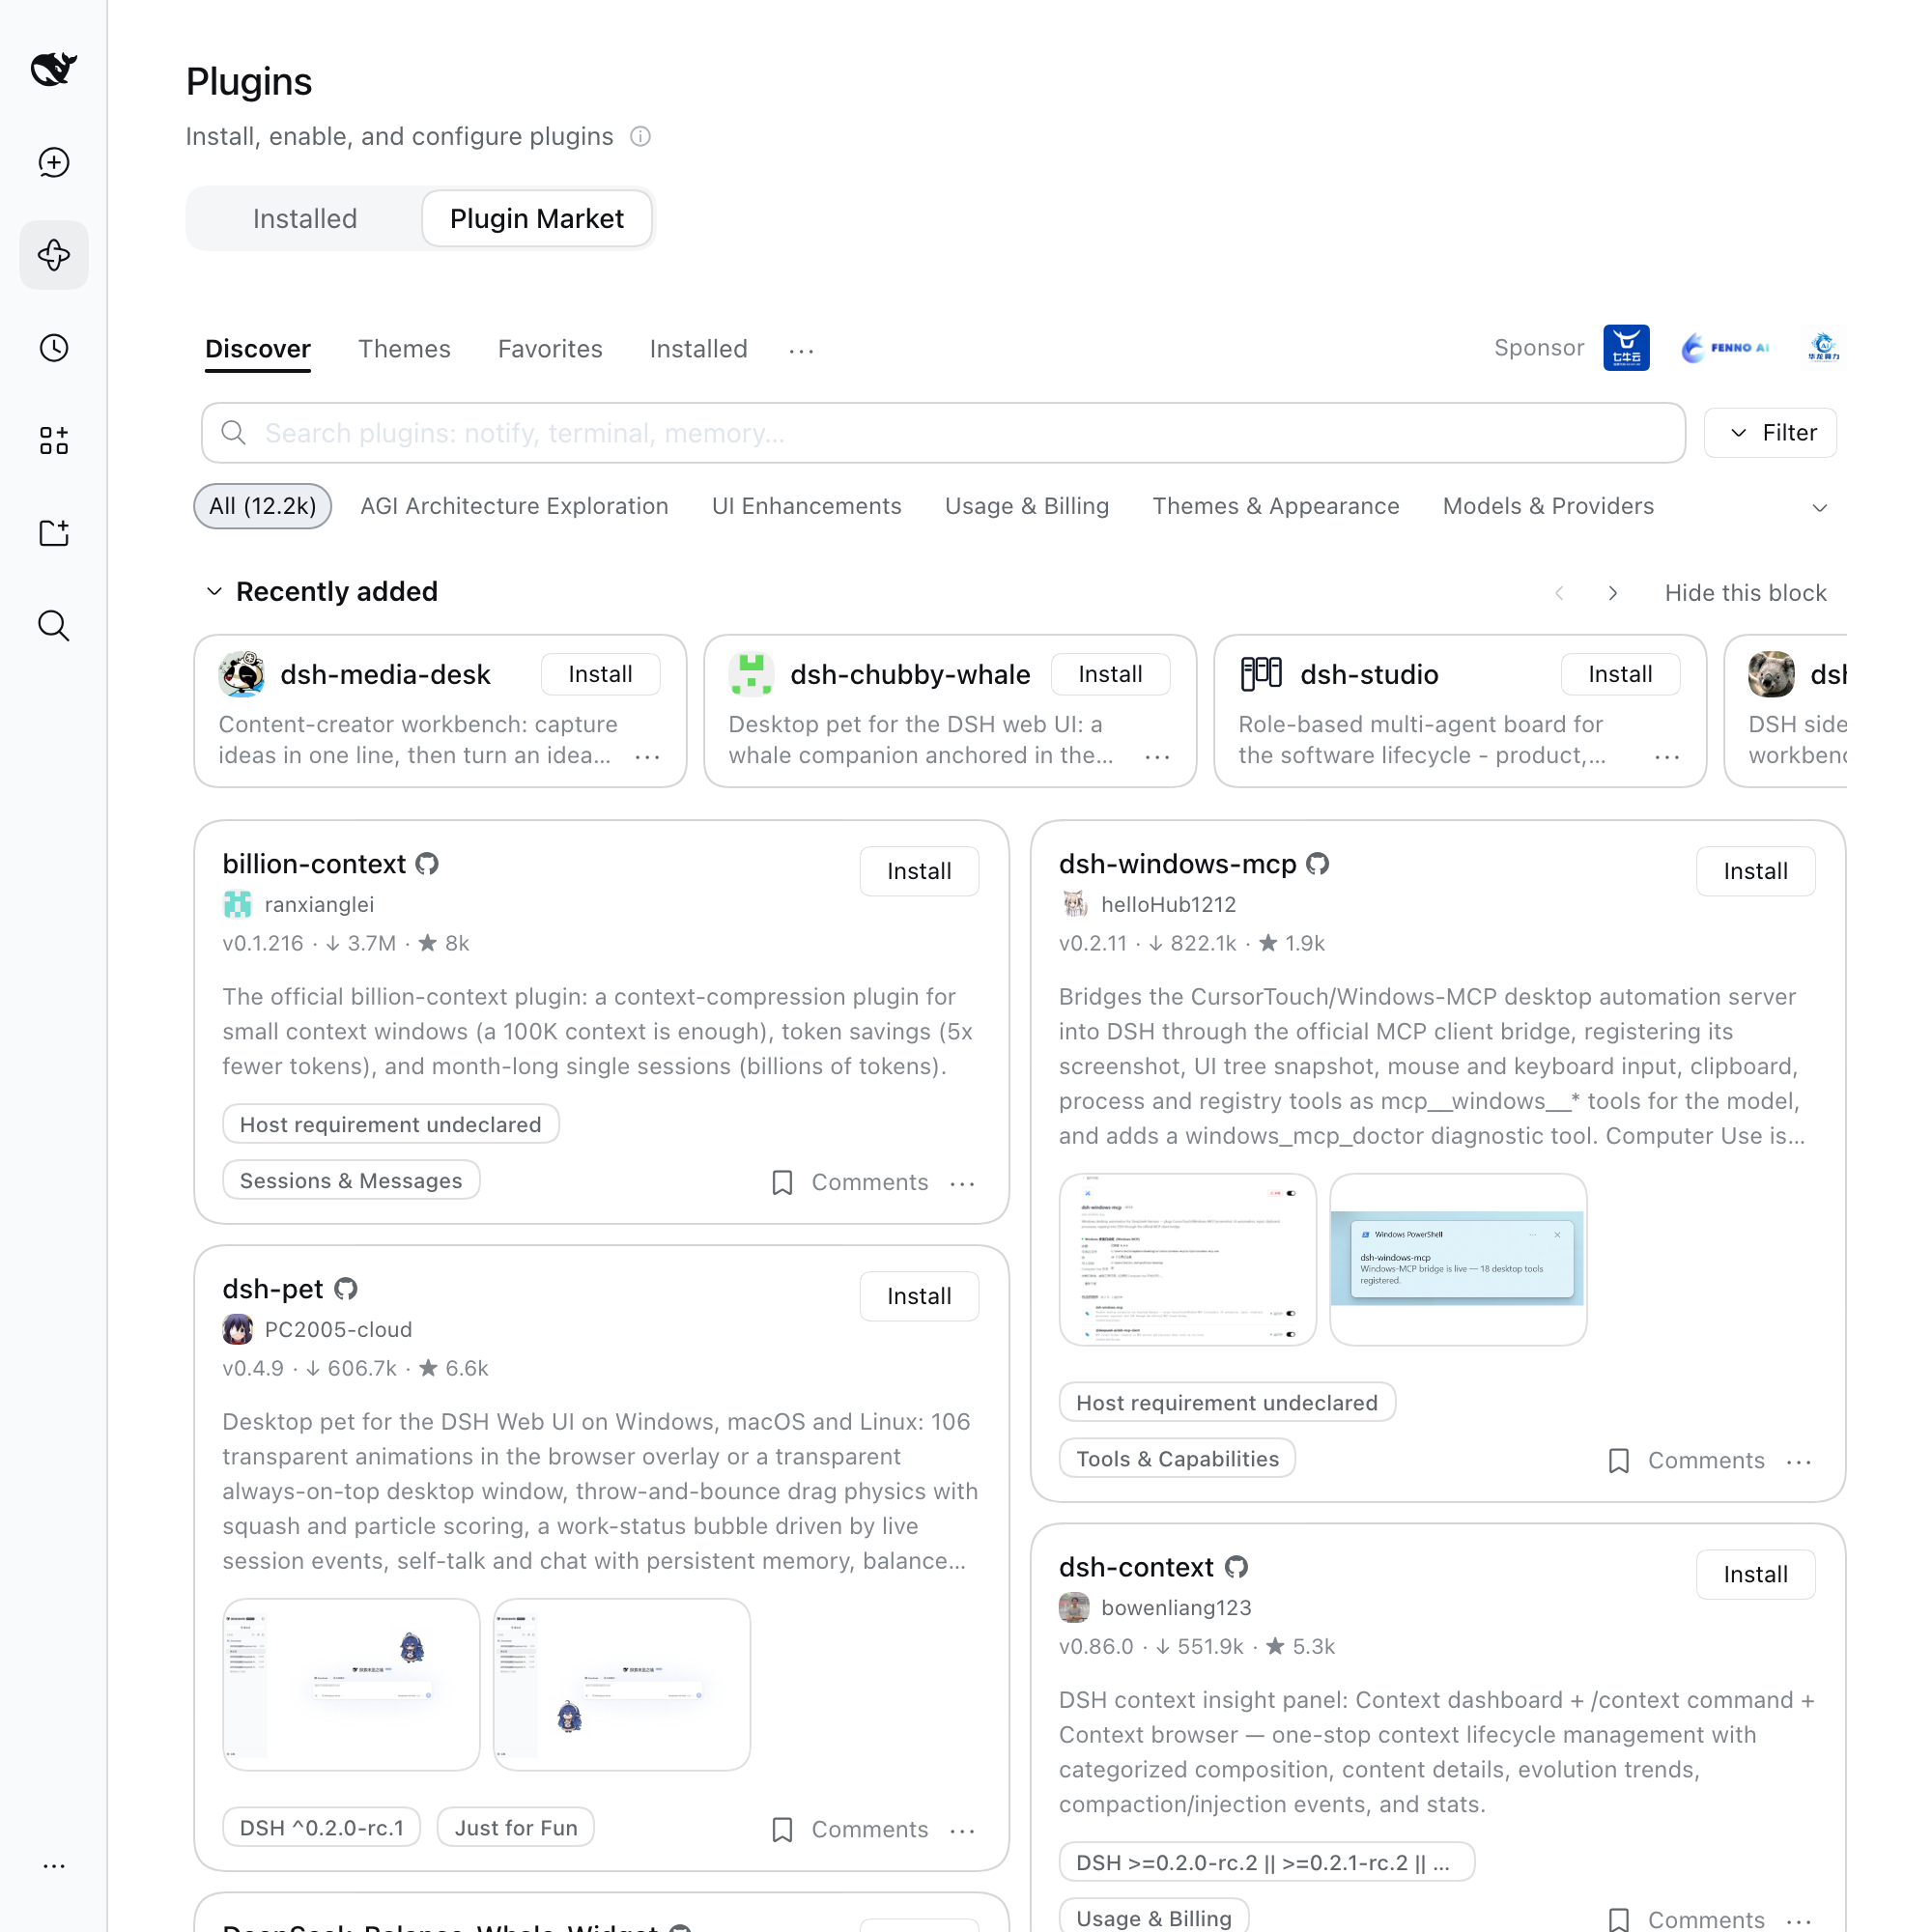 Plugins
Install, enable, and configure plugins
Installed
Plugin Market
Discover
Themes
Favorites
Installed
...
Sponsor
七牛云
FENNO AI
Search plugins: notify, terminal, memory...
Filter
All (12.2k)
AGI Architecture Exploration
UI Enhancements
Usage & Billing
Themes & Appearance
Models & Providers
Recently added
Hide this block
dsh-media-desk
Install
Content-creator workbench: capture
ideas in one line, then turn an idea...
dsh-chubby-whale
Install
Desktop pet for the DSH web UI: a
whale companion anchored in the...
dsh-studio
Install
Role-based multi-agent board for
the software lifecycle - product,...
DSH side
billion-context
Install
ranxianglei
v0.1.216 · ↓ 3.7M · ★ 8k
The official billion-context plugin: a context-compression plugin for
small context windows (a 100K context is enough), token savings (5x
fewer tokens), and month-long single sessions (billions of tokens).
Host requirement undeclared
Sessions & Messages
Comments
dsh-windows-mcp
Install
helloHub1212
v0.2.11 · ↓ 822.1k · ★ 1.9k
Bridges the CursorTouch/Windows-MCP desktop automation server
into DSH through the official MCP client bridge, registering its
screenshot, UI tree snapshot, mouse and keyboard input, clipboard,
process and registry tools as mcp__windows__* tools for the model,
and adds a windows_mcp_doctor diagnostic tool. Computer Use is...
dsh-windows-mcp
Windows PowerShell
dsh-windows-mcp
Windows-MCP bridge is live — 18 desktop tools
registered.
Host requirement undeclared
Tools & Capabilities
Comments
dsh-pet
Install
PC2005-cloud
v0.4.9 · ↓ 606.7k · ★ 6.6k
Desktop pet for the DSH Web UI on Windows, macOS and Linux: 106
transparent animations in the browser overlay or a transparent
always-on-top desktop window, throw-and-bounce drag physics with
squash and particle scoring, a work-status bubble driven by live
session events, self-talk and chat with persistent memory, balance...
DSH ^0.2.0-rc.1
Just for Fun
Comments
dsh-context
Install
bowenliang123
v0.86.0 · ↓ 551.9k · ★ 5.3k
DSH context insight panel: Context dashboard + /context command +
Context browser — one-stop context lifecycle management with
categorized composition, content details, evolution trends,
compaction/injection events, and stats.
DSH >=0.2.0-rc.2 || >=0.2.1-rc.2 || ...
Usage & Billing
Comments
DeepSeek-Balance-Whale-Widget